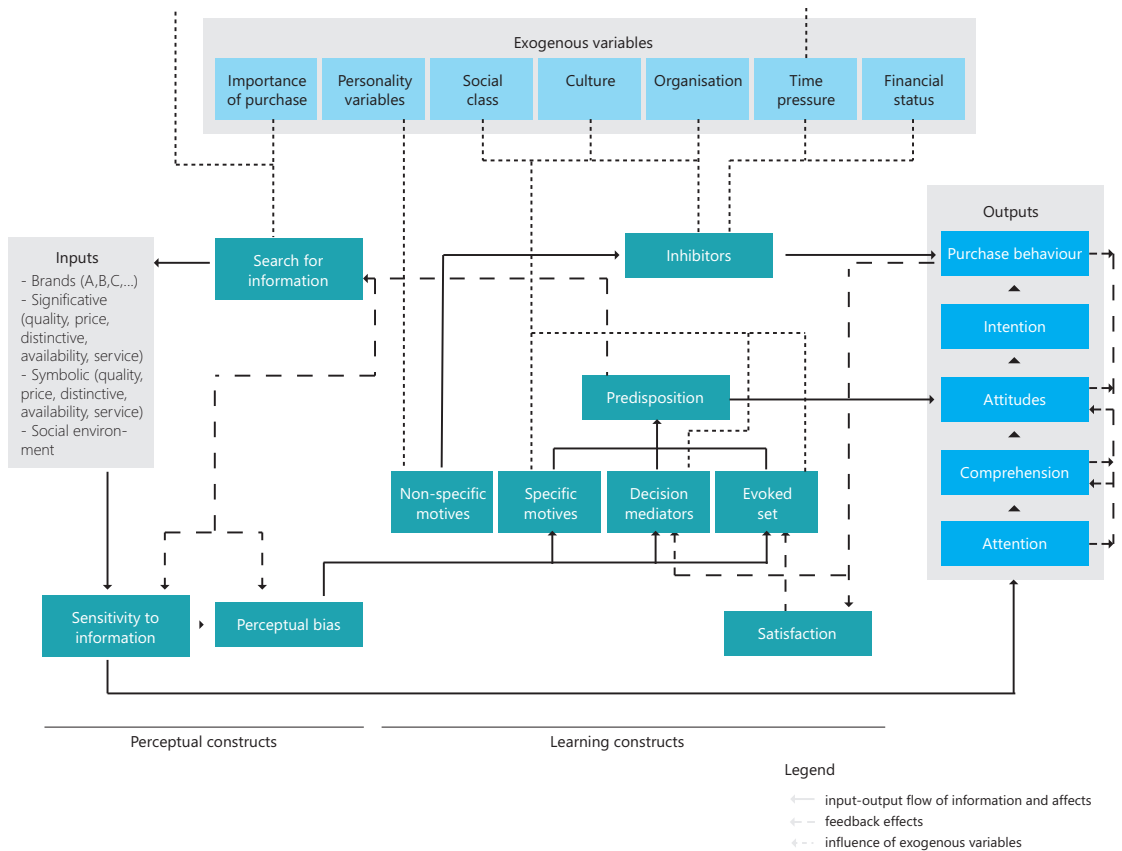 Exogenous variables
Importance
of purchase
Personality
variables
Social
class
Culture
Organisation
Time
pressure
Financial
status
Outputs
Purchase behaviour
Intention
Attitudes
Comprehension
Attention
Inputs
- Brands (A,B,C,...)
- Significative
(quality, price,
distinctive,
availability, service)
- Symbolic (quality,
price, distinctive,
availability, service)
- Social environ-
ment
Search for
information
Inhibitors
Predisposition
Non-specific
motives
Specific
motives
Decision
mediators
Evoked
set
Sensitivity to
information
Perceptual bias
Satisfaction
Perceptual constructs
Learning constructs
Legend
input-output flow of information and affects
feedback effects
influence of exogenous variables